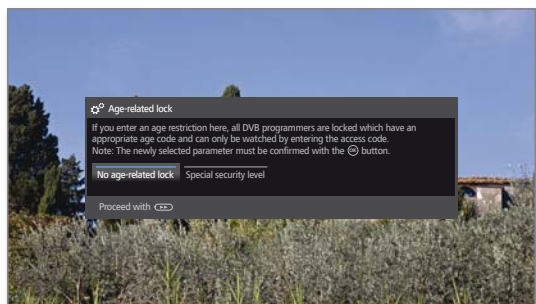 Age-related lock
If you enter an age restriction here, all DVB programmers are locked which have an
appropriate age code and can only be watched by entering the access code.
Note: The newly selected parameter must be confirmed with the OK button.
No age-related lock Special security level
Proceed with